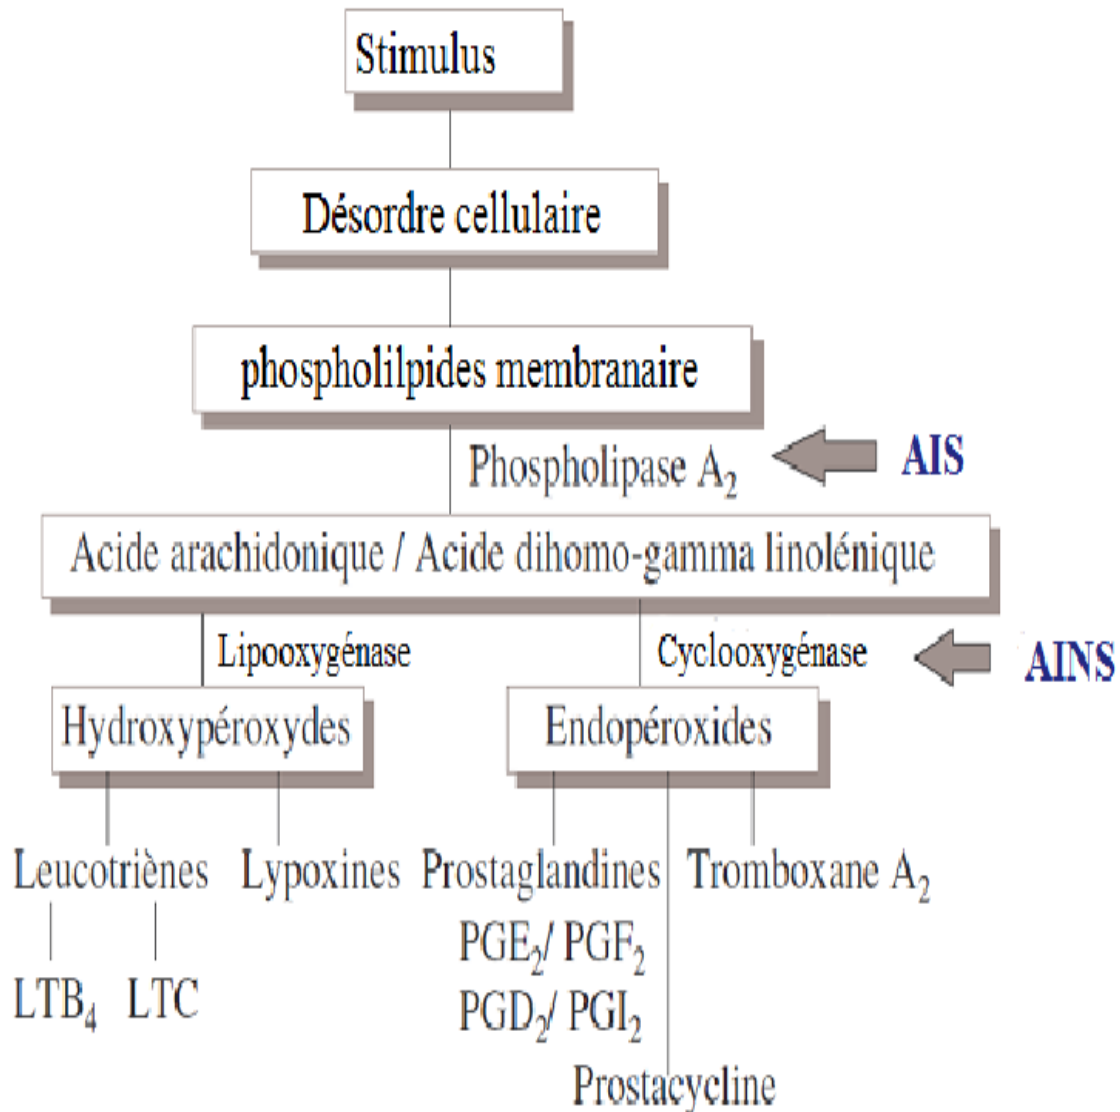 Stimulus
Désordre cellulaire
phospholilpides membranaire
Phospholipase A₂
AIS
Acide arachidonique / Acide dihomo-gamma linolénique
Lipooxygénase
Cyclooxygénase
AINS
Hydroxypéroxydes
Endopéroxides
Leucotriènes
Lypoxines
Prostaglandines
Tromboxane A₂
PGE₂/ PGF₂
LTB₄
LTC
PGD₂/ PGI₂
Prostacycline